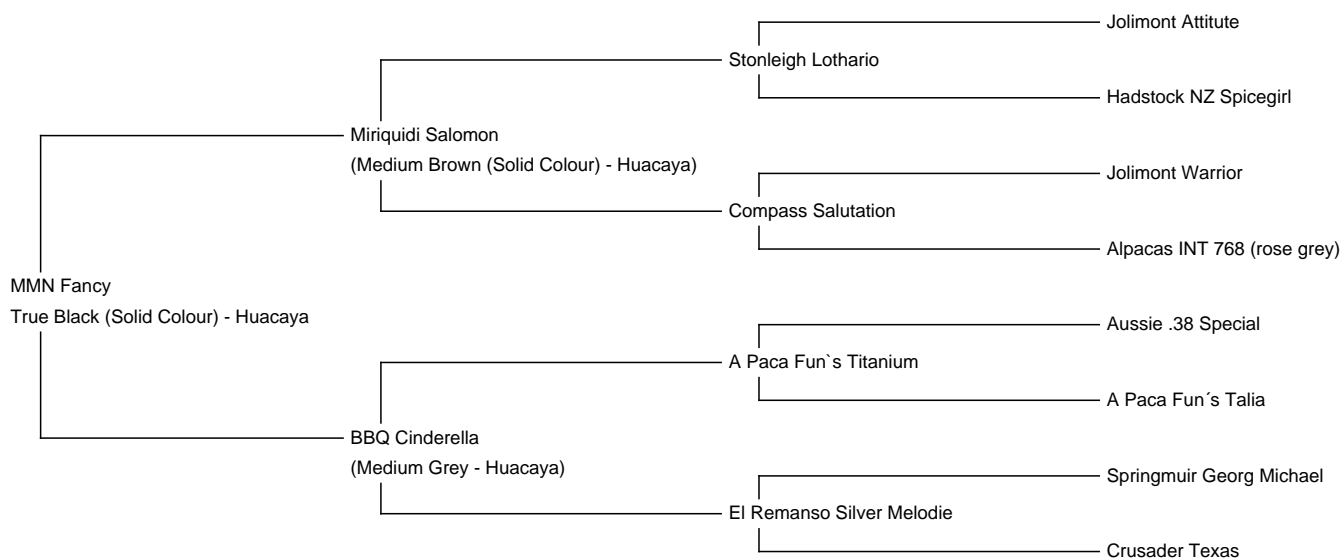 Jolimont Attitute
Stonleigh Lothario
Hadstock NZ Spicegirl
Miriquidi Salomon
(Medium Brown (Solid Colour) - Huacaya)
Jolimont Warrior
Compass Salutation
Alpacas INT 768 (rose grey)
MMN Fancy
True Black (Solid Colour) - Huacaya
Aussie .38 Special
A Paca Fun`s Titanium
A Paca Fun´s Talia
BBQ Cinderella
(Medium Grey - Huacaya)
Springmuir Georg Michael
El Remanso Silver Melodie
Crusader Texas